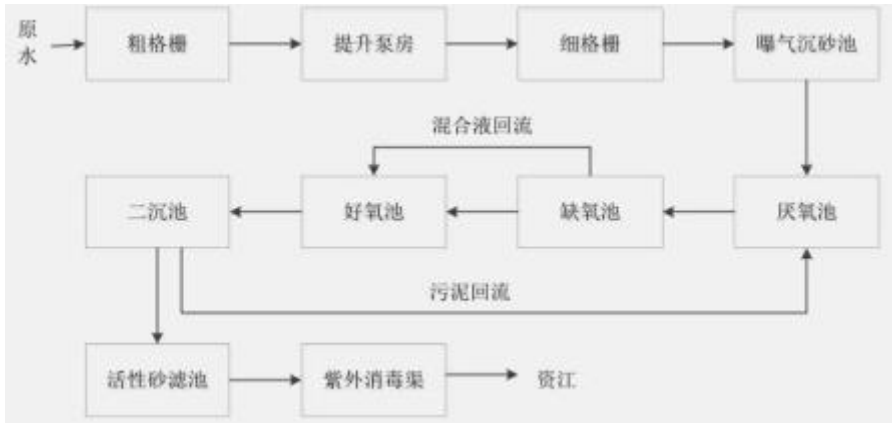 原
水
粗格栅
提升泵房
细格栅
曝气沉砂池
混合液回流
二沉池
好氧池
缺氧池
厌氧池
污泥回流
活性砂滤池
紫外消毒渠
资江